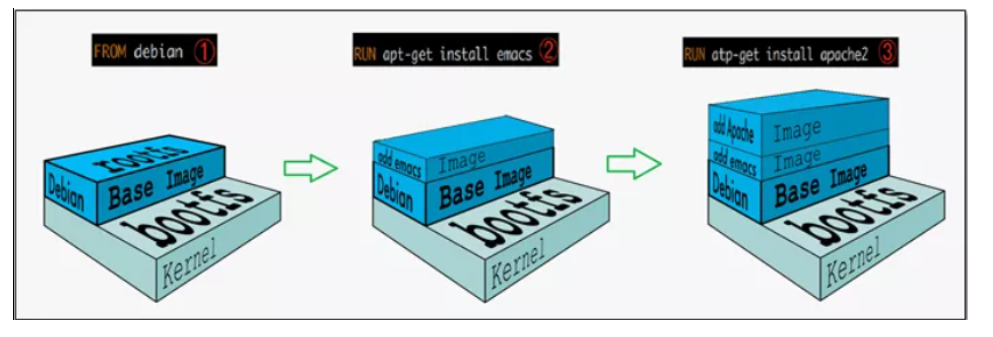 FROM debian ①
RUN apt-get install emacs ②
RUN atp-get install apache2 ③
rootfs
Debian Base Image
bootfs
Kernel
add emacs Image
Debian Base Image
bootfs
Kernel
add Apache Image
add emacs Image
Debian Base Image
bootfs
Kernel